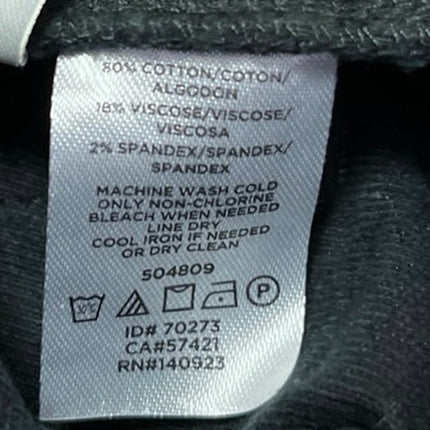 80% COTTON/COTON/
ALGODON
18% VISCOSE/VISCOSE/
VISCOSA
2% SPANDEX/SPANDEX/
SPANDEX
MACHINE WASH COLD
ONLY NON-CHLORINE
BLEACH WHEN NEEDED
LINE DRY
COOL IRON IF NEEDED
OR DRY CLEAN
504809
30°C P
ID# 70273
CA#57421
RN#140923